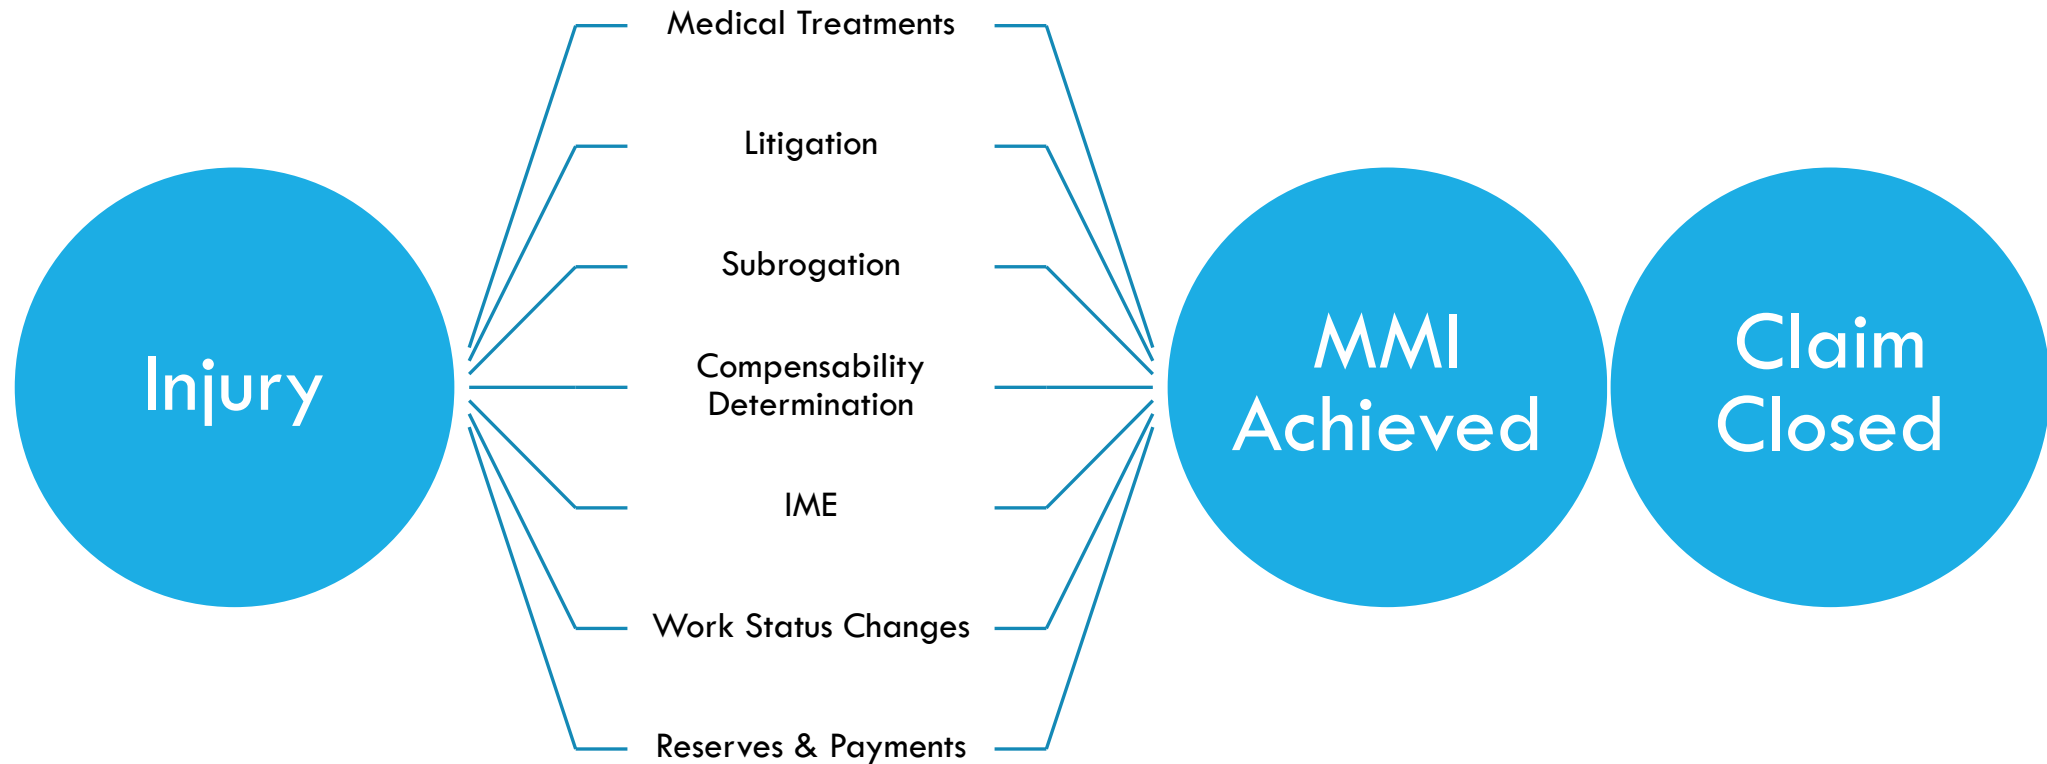 Injury
Medical Treatments
Litigation
Subrogation
Compensability
Determination
IME
Work Status Changes
Reserves & Payments
MMI
Achieved
Claim
Closed